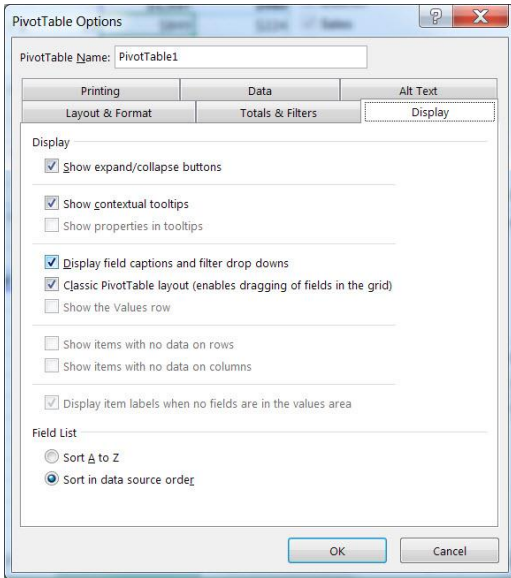 PivotTable Options
PivotTable Name: PivotTable1
Printing Data Alt Text
Layout & Format Totals & Filters Display
Display
Show expand/collapse buttons
Show contextual tooltips
Show properties in tooltips
Display field captions and filter drop downs
Classic PivotTable layout (enables dragging of fields in the grid)
Show the Values row
Show items with no data on rows
Show items with no data on columns
Display item labels when no fields are in the values area
Field List
Sort A to Z
Sort in data source order
OK Cancel